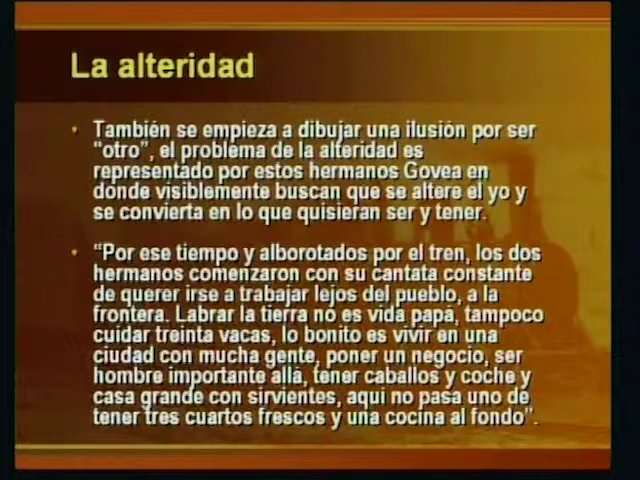 La alteridad
También se empieza a dibujar una ilusión por ser
"otro", el problema de la alteridad es
representado por estos hermanos Govea en
donde visiblemente buscan que se altere el yo y
se convierta en lo que quisieran ser y tener.
"Por ese tiempo y alborotados por el tren, los dos
hermanos comenzaron con su cantata constante
de querer irse a trabajar lejos del pueblo, a la
frontera. Labrar la tierra no es vida papá, tampoco
cuidar treinta vacas, lo bonito es vivir en una
ciudad con mucha gente, poner un negocio, ser
hombre importante allá, tener caballos y coche y
casa grande con sirvientes, aquí no pasa uno de
tener tres cuartos frescos y una cocina al fondo".